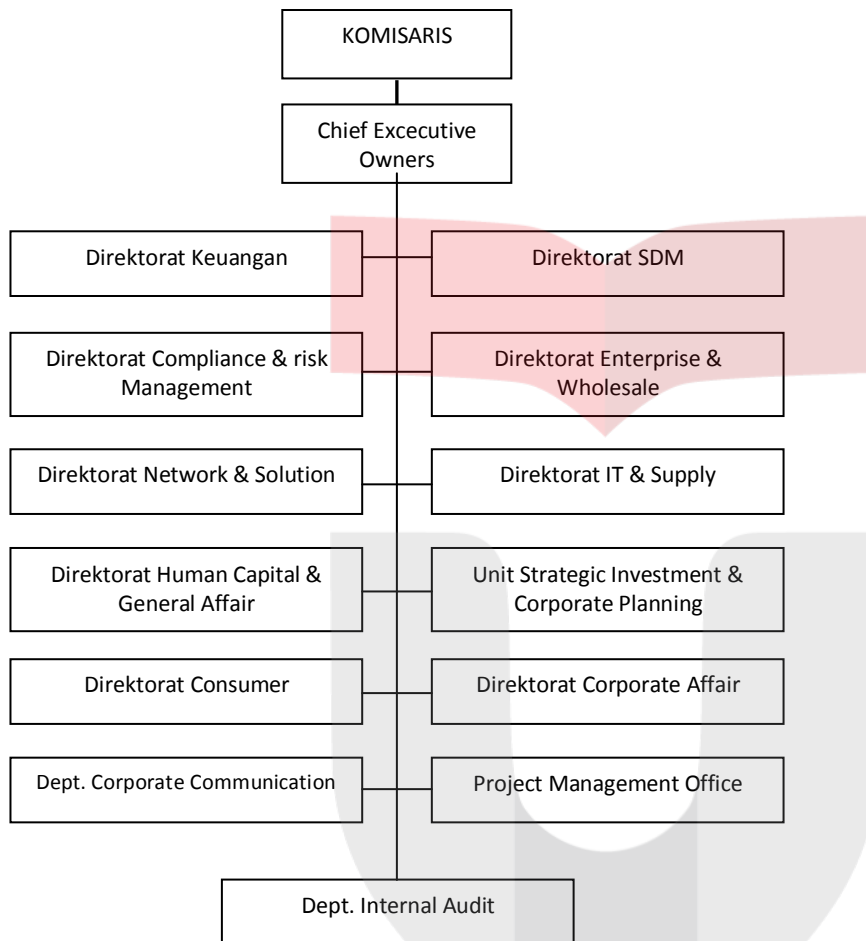 KOMISARIS
Chief Excecutive
Owners
Direktorat Keuangan
Direktorat SDM
Direktorat Compliance & risk
Management
Direktorat Enterprise &
Wholesale
Direktorat Network & Solution
Direktorat IT & Supply
Direktorat Human Capital &
General Affair
Unit Strategic Investment &
Corporate Planning
Direktorat Consumer
Direktorat Corporate Affair
Dept. Corporate Communication
Project Management Office
Dept. Internal Audit